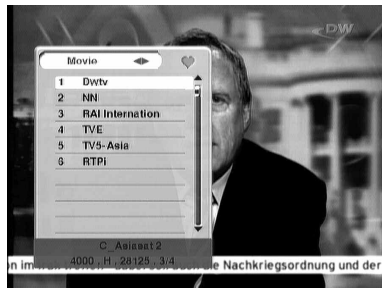 DW
Movie
1 Dwtv
2 NNi
3 RAI Internation
4 TVE
5 TV5-Asia
6 RTPi
C_Asiasat 2
4000 , H , 28125 , 3/4
die Nachkriegsordnung und der